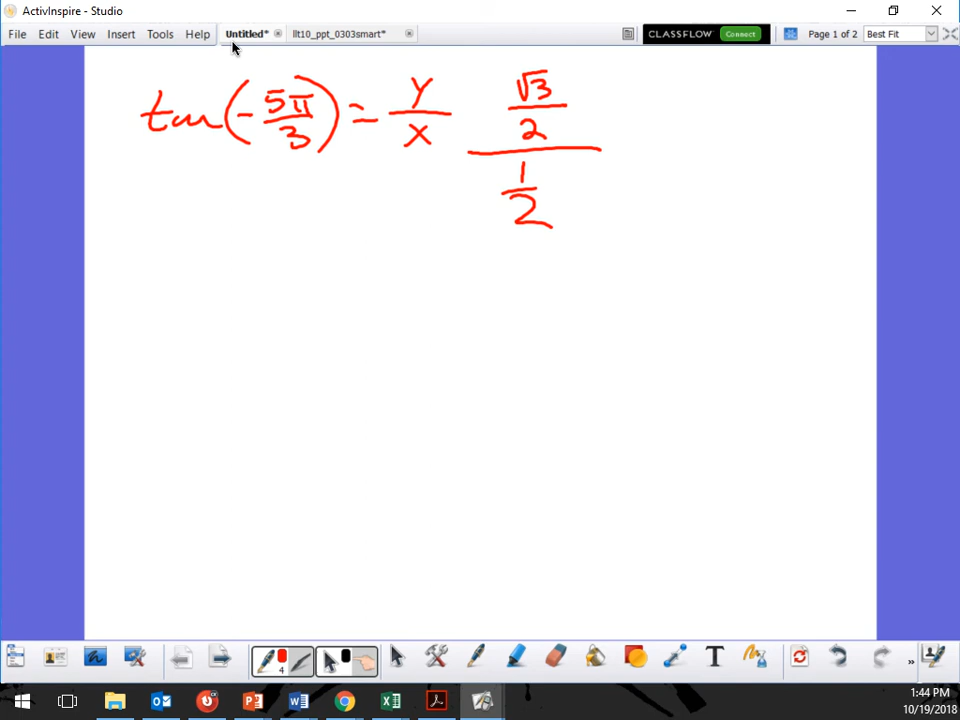 ActivInspire - Studio
File Edit View Insert Tools Help Untitled* llt10_ppt_0303smart* CLASSFLOW Connect Page 1 of 2 Best Fit
tan(-5π/3) = y/x (√3/2)/(1/2)
4 T »
1:44 PM
10/19/2018